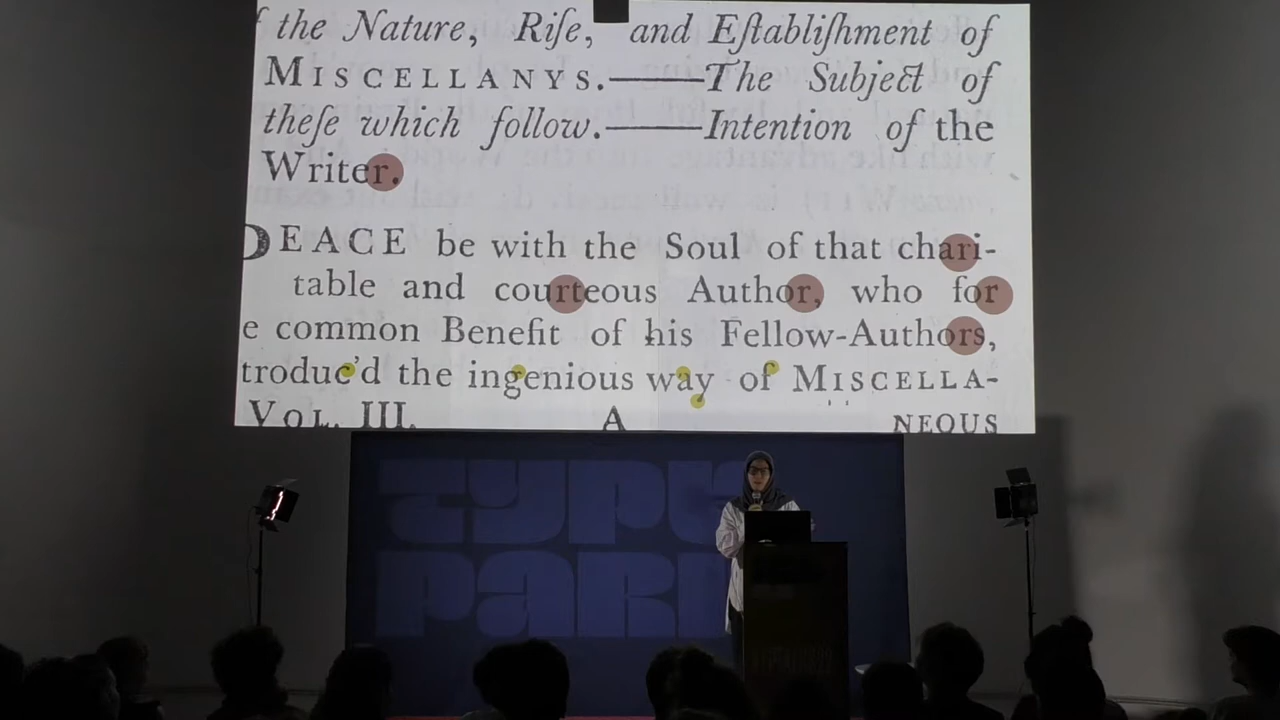 the Nature, Riſe, and Eſtabliſhment of
MISCELLANYS.——The Subject of
theſe which follow.——Intention of the
Writer.
PEACE be with the Soul of that chari-
table and courteous Author, who for
e common Benefit of his Fellow-Authors,
troduc'd the ingenious way of MISCELLA-
VOL. III. A NEOUS
TYPE
PARI